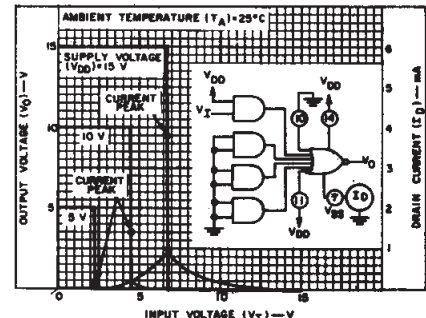 AMBIENT TEMPERATURE (TA)=25°C
15
SUPPLY VOLTAGE
(VDD)=15 V
CURRENT
PEAK
10 V
CURRENT
PEAK
5
5 V
OUTPUT VOLTAGE (VO)—V
VDD
VI
10
14
VDD
VO
11
VDD
7
VSS
ID
6
5
4
3
2
1
DRAIN CURRENT (ID)—mA
0
5
10
15
INPUT VOLTAGE (VI)—V